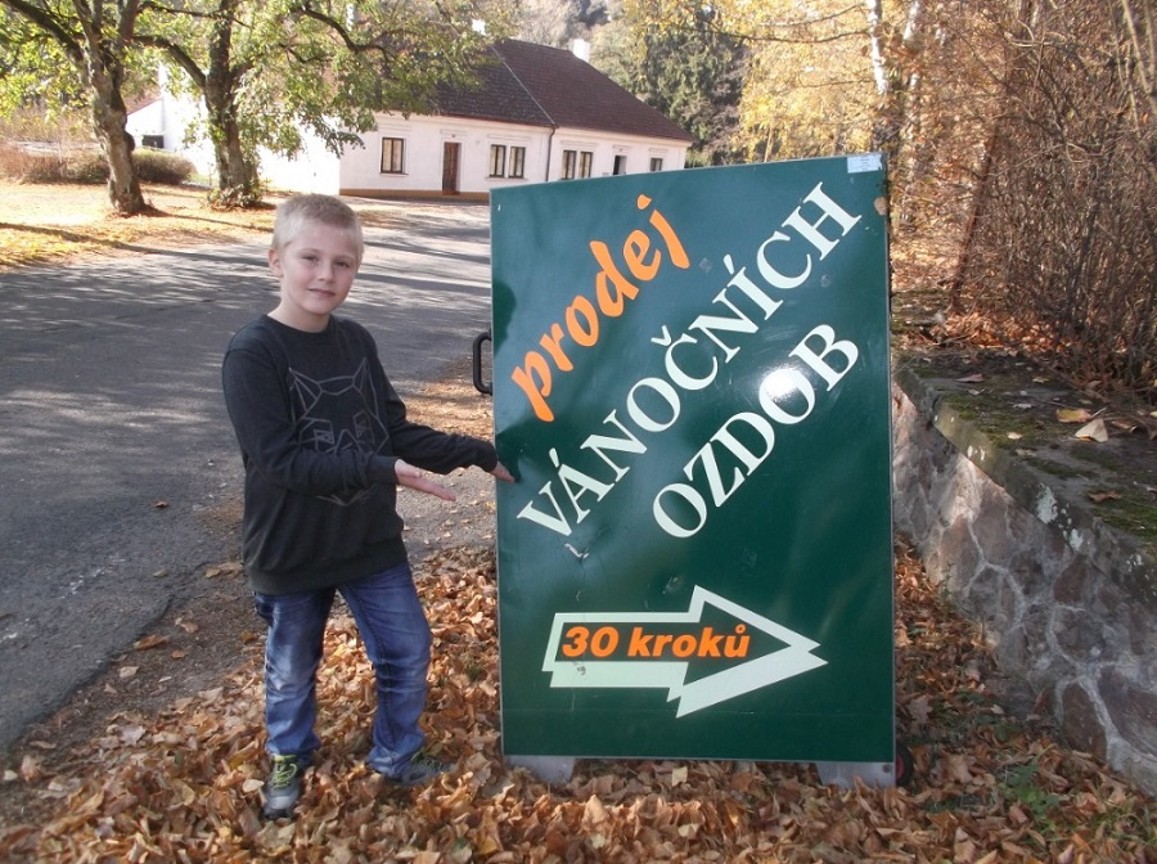 prodej
VÁNOČNÍCH
OZDOB
30 kroků